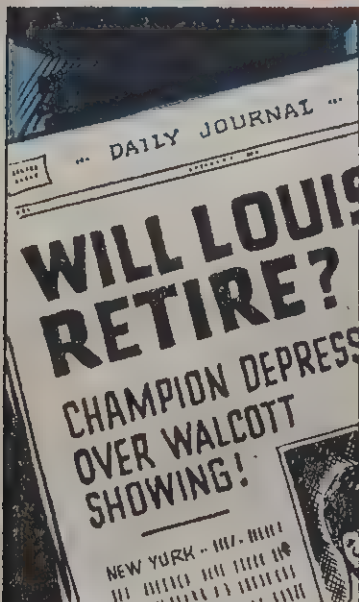 DAILY JOURNAL
WILL LOUIS
RETIRE?
CHAMPION DEPRESS
OVER WALCOTT
SHOWING!
NEW YORK -